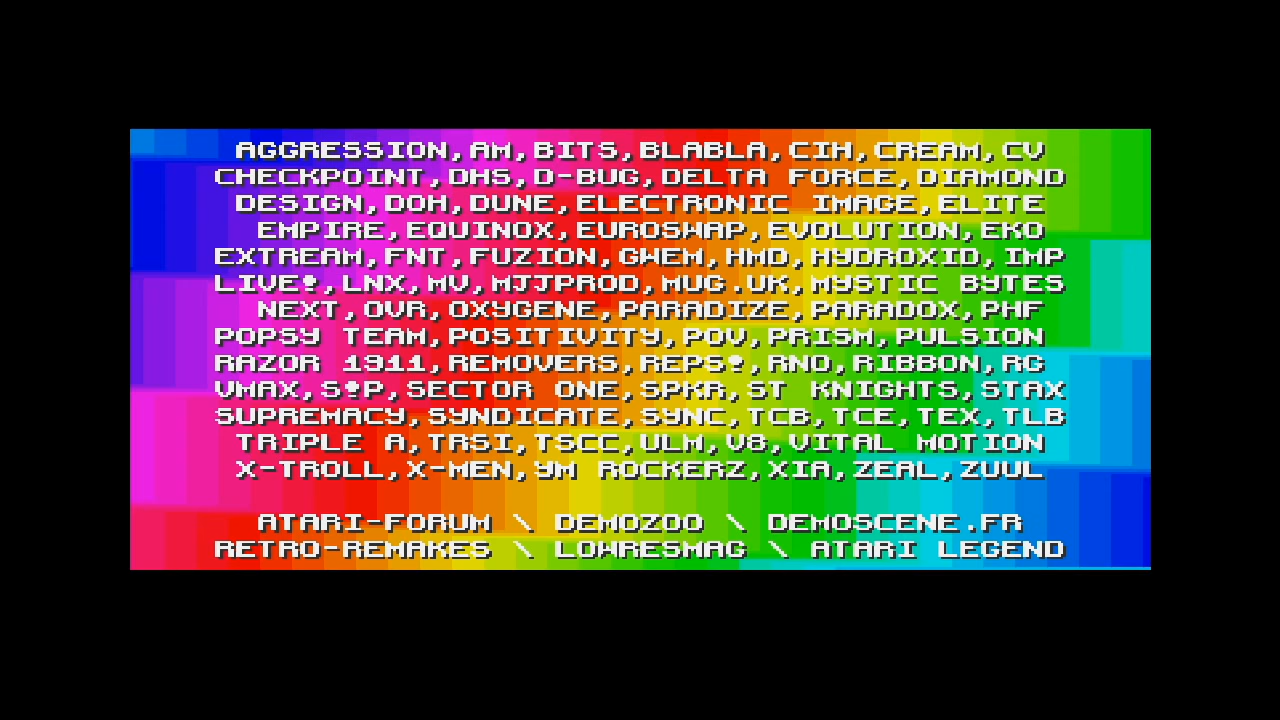 AGGRESSION,AM,BITS,BLABLA,CIH,CREAM,CV
CHECKPOINT,DHS,D-BUG,DELTA FORCE,DIAMOND
DESIGN,DOH,DUNE,ELECTRONIC IMAGE,ELITE
EMPIRE,EQUINOX,EUROSWAP,EVOLUTION,EKO
EXTREAM,FNT,FUZION,GWEM,HMD,HYDROXID,IMP
LIVE!,LNX,MV,MJJPROD,MUG.UK,MYSTIC BYTES
NEXT,OVR,OXYGENE,PARADIZE,PARADOX,PHF
POPSY TEAM,POSITIVITY,POV,PRISM,PULSION
RAZOR 1911,REMOVERS,REPS!,RNO,RIBBON,RG
VMAX,S!P,SECTOR ONE,SPKR,ST KNIGHTS,STAX
SUPREMACY,SYNDICATE,SYNC,TCB,TCE,TEX,TLB
TRIPLE A,TRSI,TSCC,ULM,V8,VITAL MOTION
X-TROLL,X-MEN,YM ROCKERZ,XIA,ZEAL,ZUUL
ATARI-FORUM \ DEMOZOO \ DEMOSCENE.FR
RETRO-REMAKES \ LOWRESMAG \ ATARI LEGEND